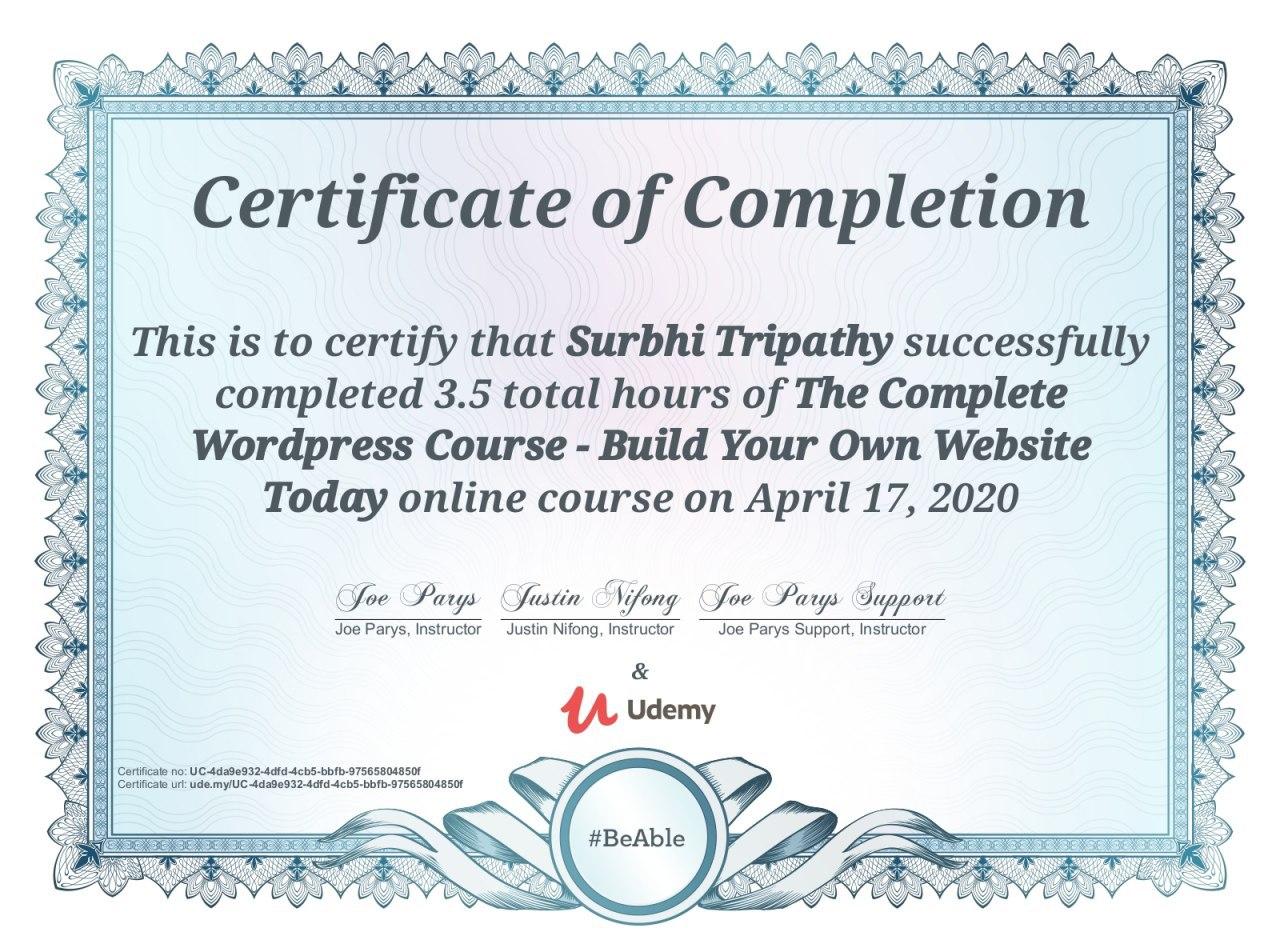 Certificate of Completion
This is to certify that Surbhi Tripathy successfully
completed 3.5 total hours of The Complete
Wordpress Course - Build Your Own Website
Today online course on April 17, 2020
Joe Parys Justin Nifong Joe Parys Support
Joe Parys, Instructor Justin Nifong, Instructor Joe Parys Support, Instructor
&
Udemy
Certificate no: UC-4da9e932-4dfd-4cb5-bbfb-97565804850f
Certificate url: ude.my/UC-4da9e932-4dfd-4cb5-bbfb-97565804850f
#BeAble